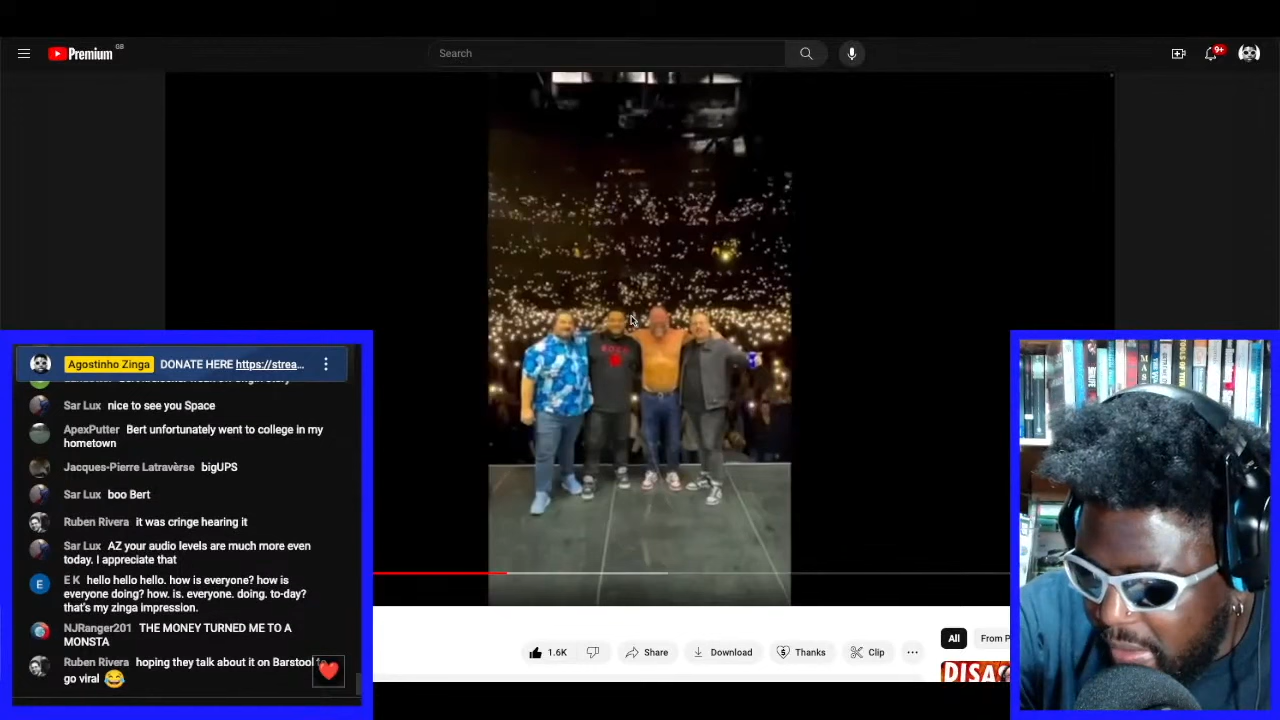 Premium GB
Search
9+
Agostinho Zinga DONATE HERE https://strea...
Sar Lux nice to see you Space
ApexPutter Bert unfortunately went to college in my
hometown
Jacques-Pierre Latravèrse bigUPS
Sar Lux boo Bert
Ruben Rivera it was cringe hearing it
Sar Lux AZ your audio levels are much more even
today. I appreciate that
E
E K hello hello hello. how is everyone? how is
everyone doing? how. is. everyone. doing. to-day?
that's my zinga impression.
NJRanger201 THE MONEY TURNED ME TO A
MONSTA
Ruben Rivera hoping they talk about it on Barstool
go viral 😂
1.6K
Share
Download
Thanks
Clip
All
From